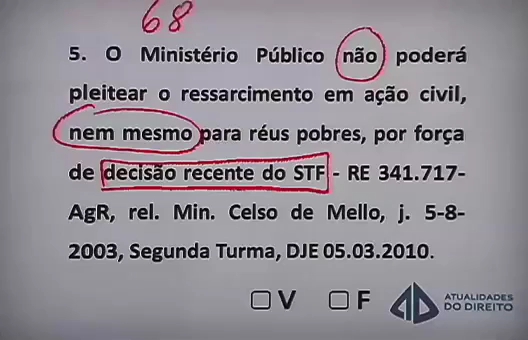 68
5. O Ministério Público não poderá
pleitear o ressarcimento em ação civil,
nem mesmo para réus pobres, por força
de decisão recente do STF - RE 341.717-
AgR, rel. Min. Celso de Mello, j. 5-8-
2003, Segunda Turma, DJE 05.03.2010.
V F
ATUALIDADES
DO DIREITO